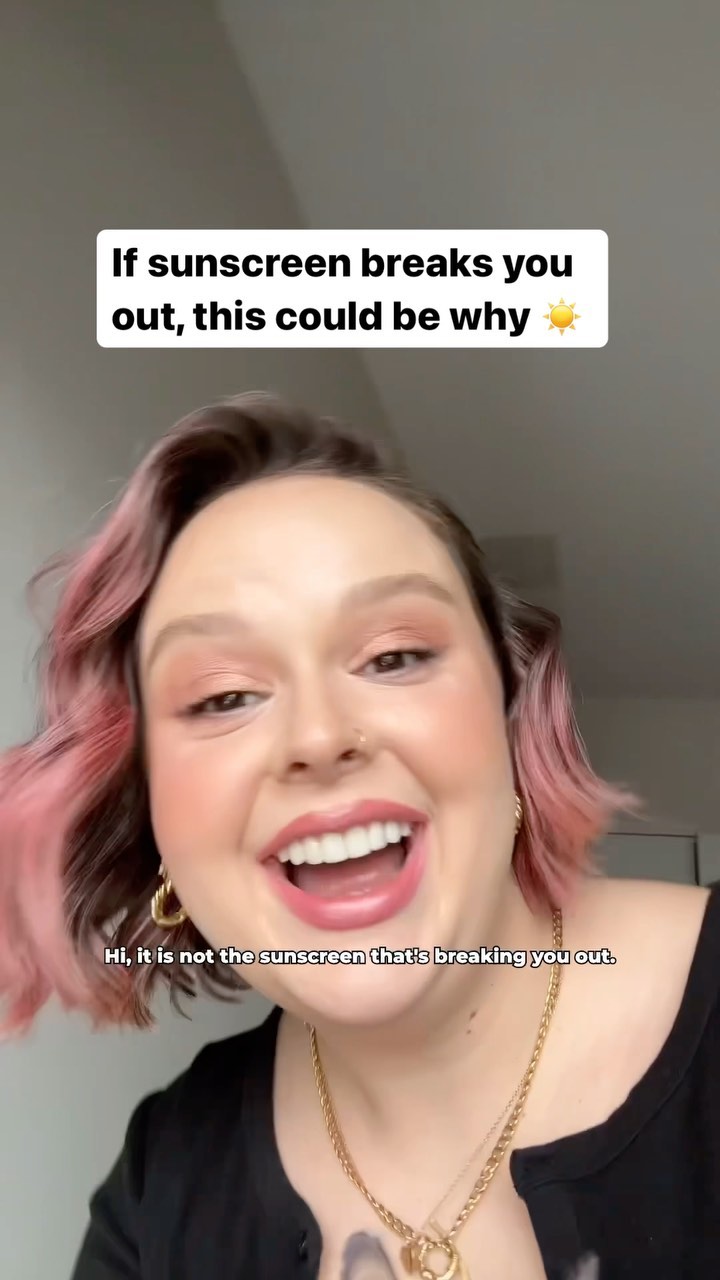 If sunscreen breaks you
out, this could be why ☀️
Hi, it is not the sunscreen that's breaking you out.